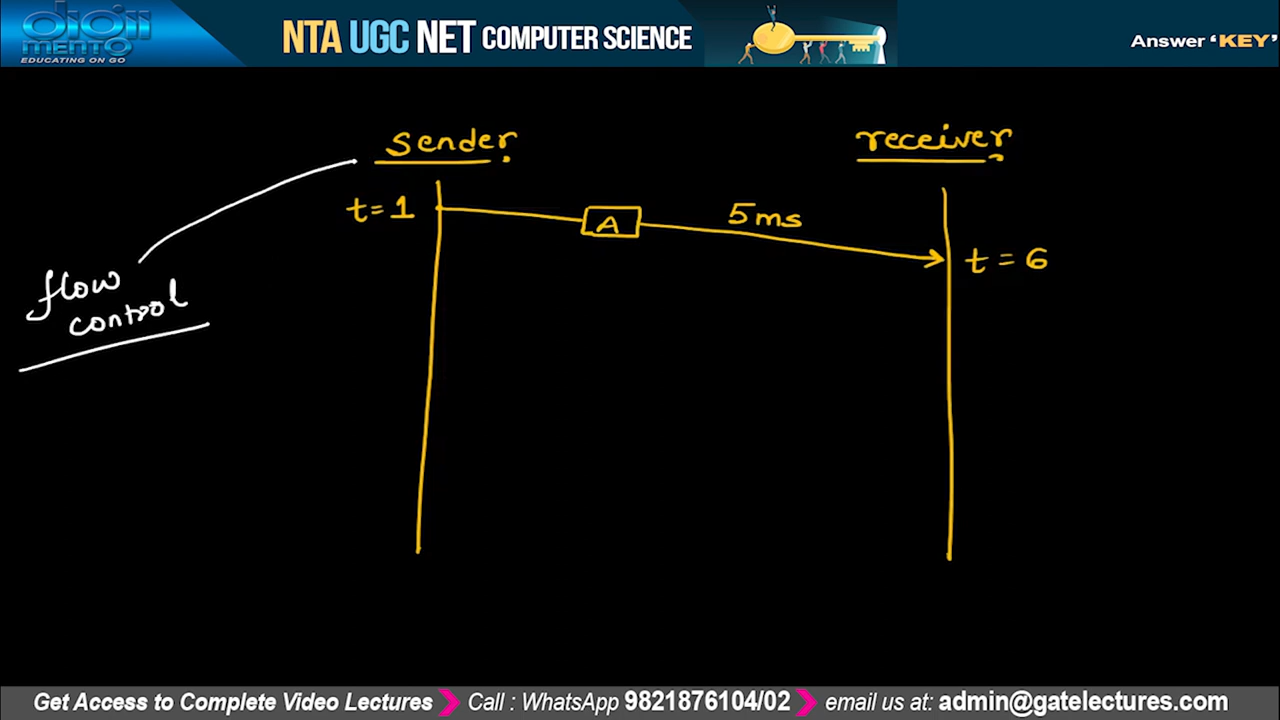 digii
MENTO
EDUCATING ON GO
NTA UGC NET COMPUTER SCIENCE
Answer ‘KEY’
sender
receiver
t=1
A
5ms
t = 6
flow
control
Get Access to Complete Video Lectures Call : WhatsApp 9821876104/02 email us at: admin@gatelectures.com